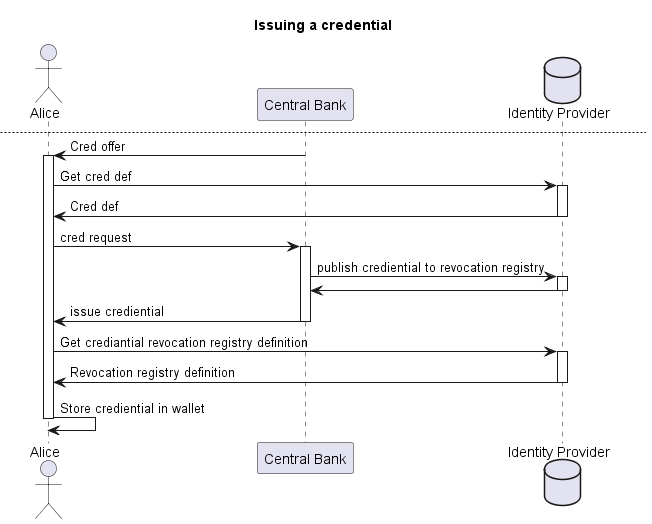 Issuing a credential
Alice
Central Bank
Identity Provider
Cred offer
Get cred def
Cred def
cred request
publish credential to revocation registry
issue crediential
Get crediantial revocation registry definition
Revocation registry definition
Store crediential in wallet
Alice
Central Bank
Identity Provider